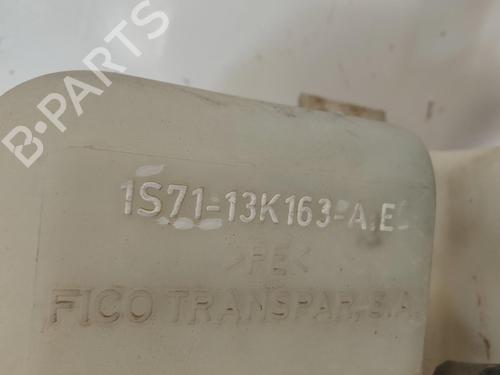 B-PARTS
1S71-13K163-A.E
>PE<
FICO TRANSPAR, S.A.